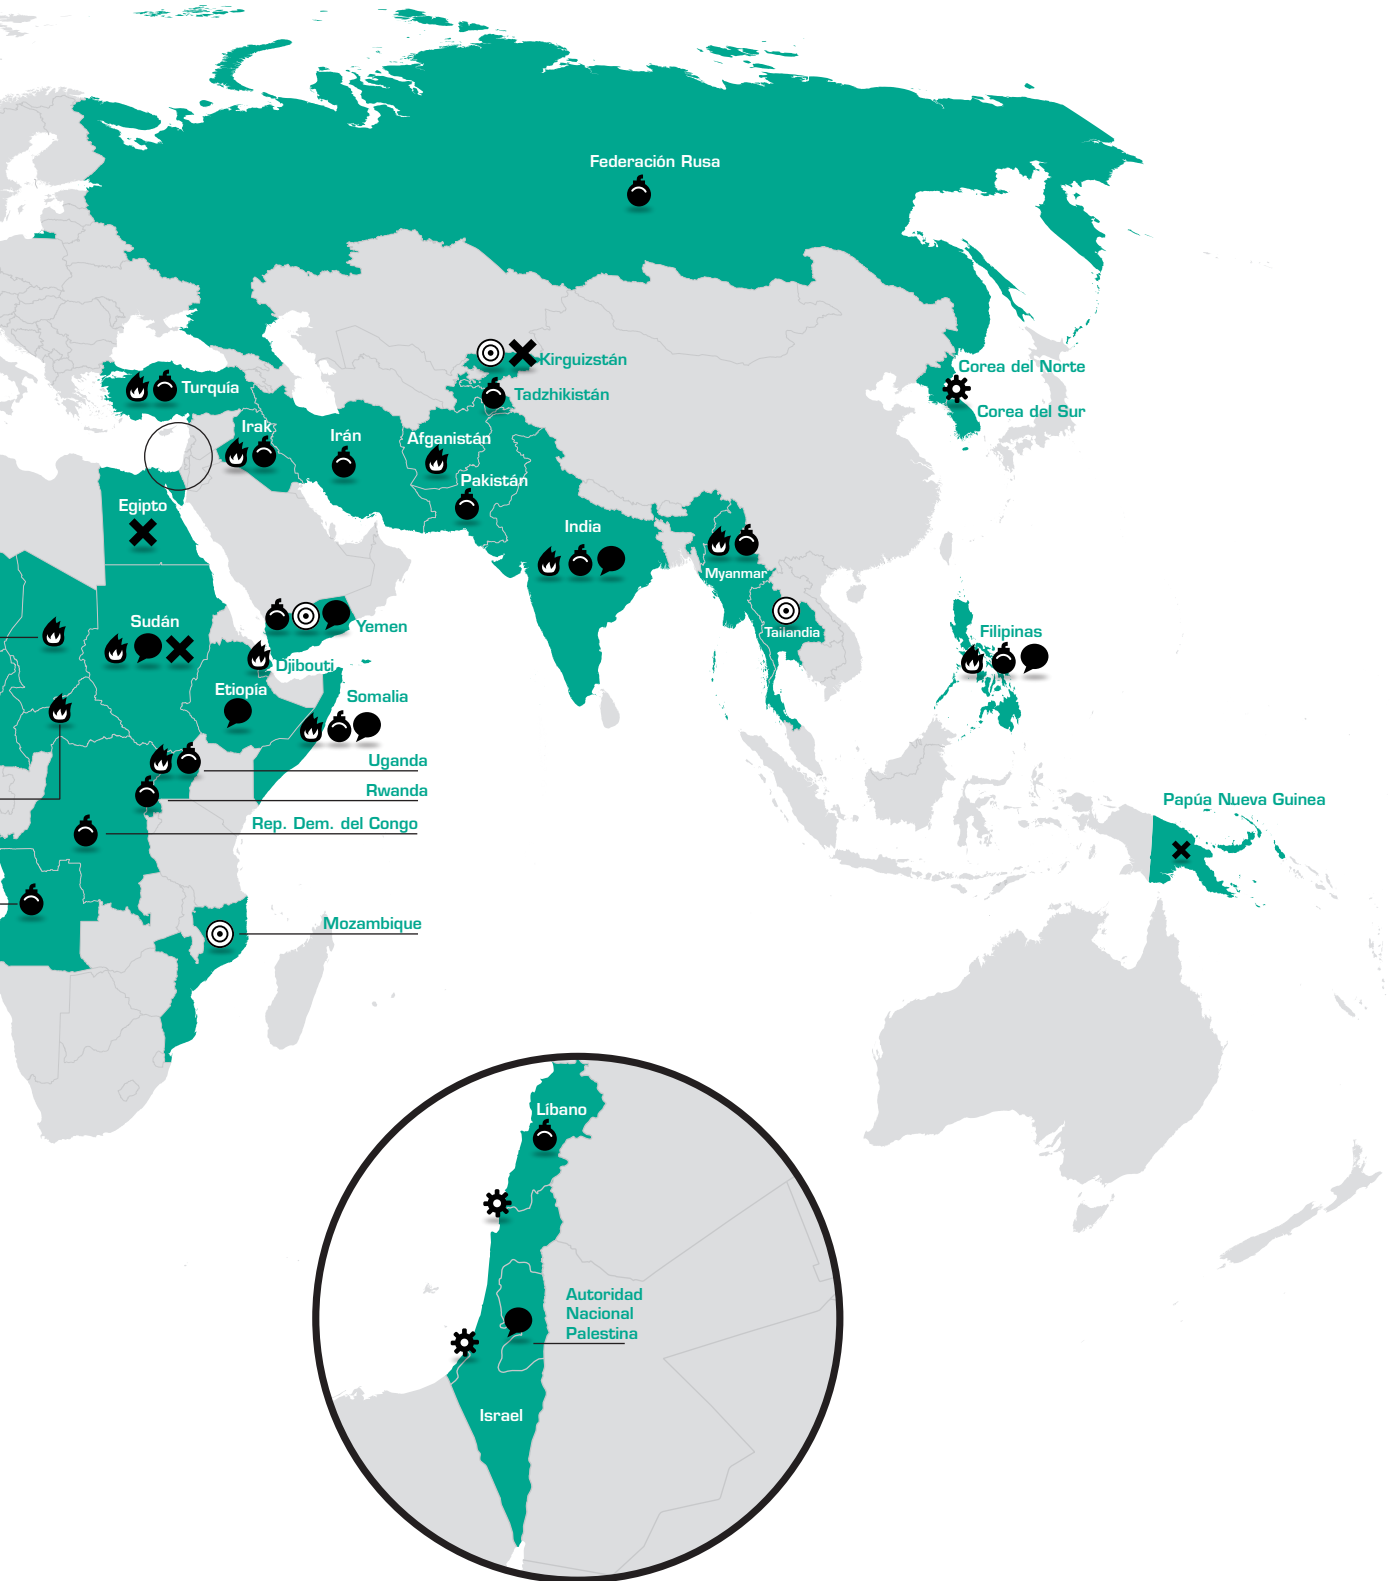 Federación Rusa
Kirguizstán
Corea del Norte
Turquía
Tadzhikistán
Corea del Sur
Irak
Irán
Afganistán
Pakistán
Egipto
India
Myanmar
Sudán
Yemen
Tailandia
Filipinas
Djibouti
Etiopía
Somalia
Uganda
Rwanda
Papúa Nueva Guinea
Rep. Dem. del Congo
Mozambique
Líbano
Autoridad
Nacional
Palestina
Israel